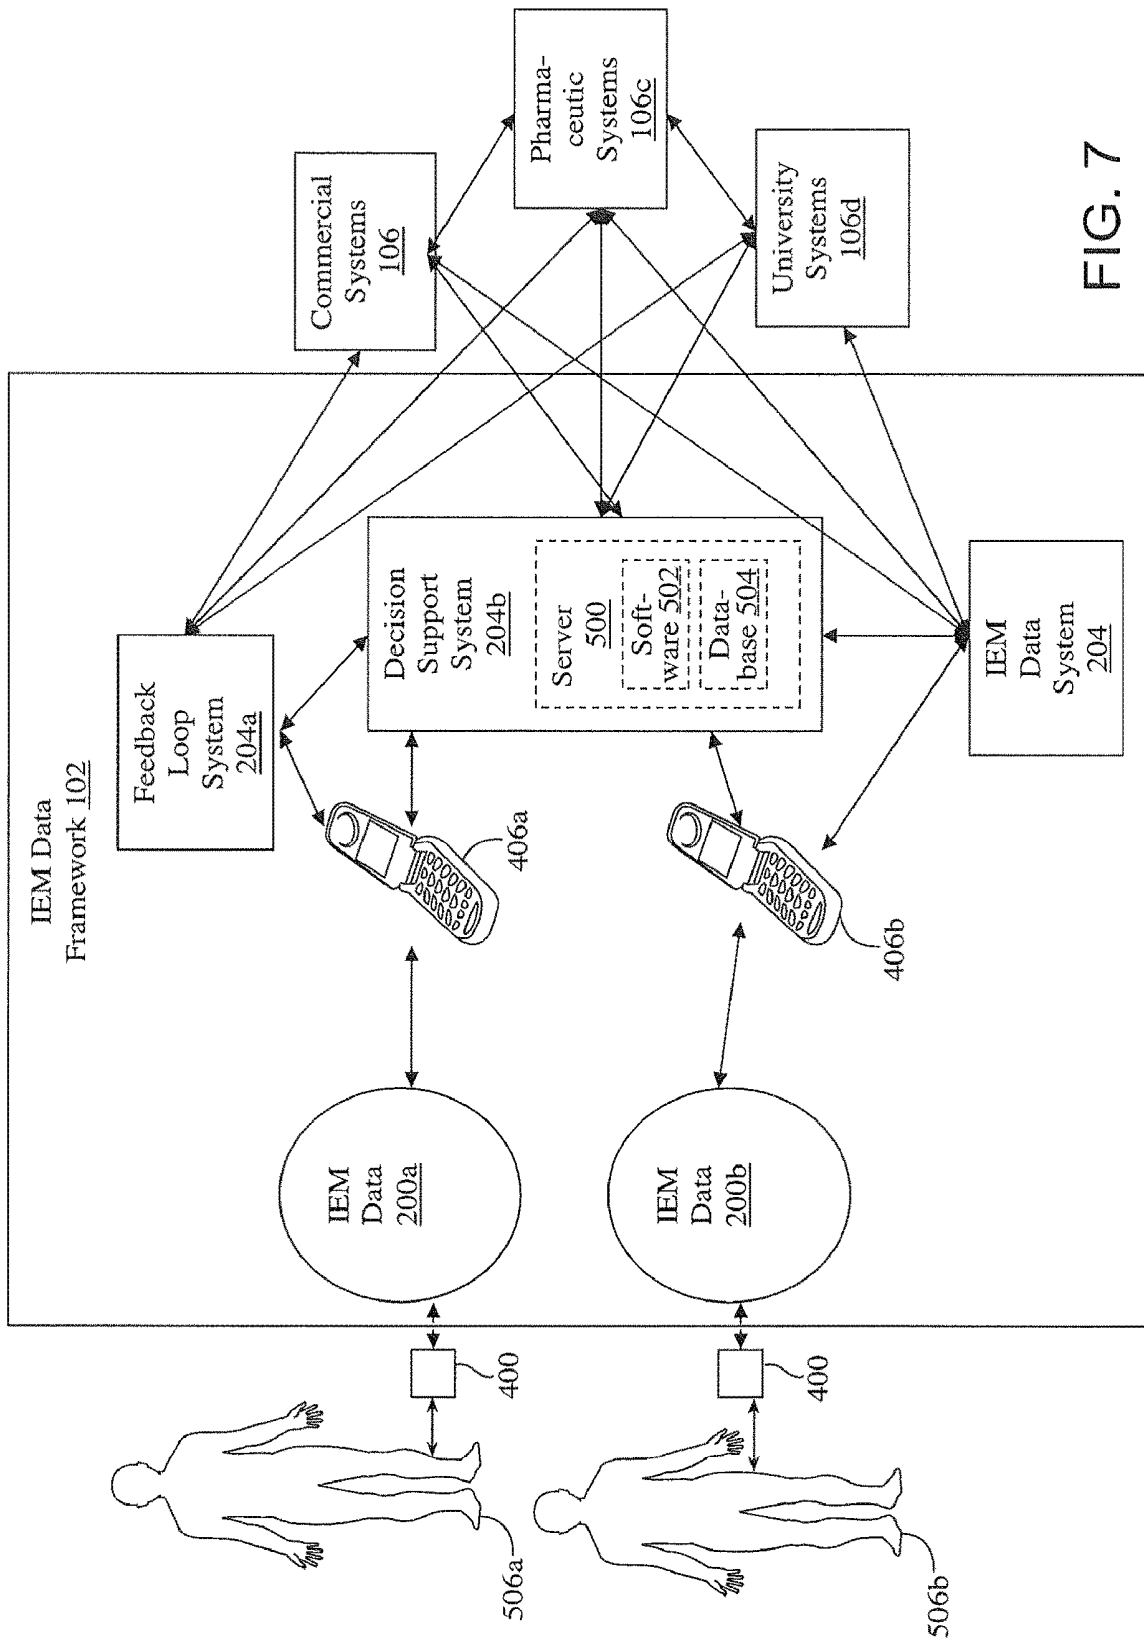 IEM Data
Framework 102
Feedback
Loop
System
204a
Commercial
Systems
106
Pharma-
ceutic
Systems
106c
University
Systems
106d
Decision
Support
System
204b
Server
500
Soft-
ware 502
Data-
base 504
IEM
Data
System
204
406a
406b
IEM
Data
200a
IEM
Data
200b
400
400
506a
506b
FIG. 7